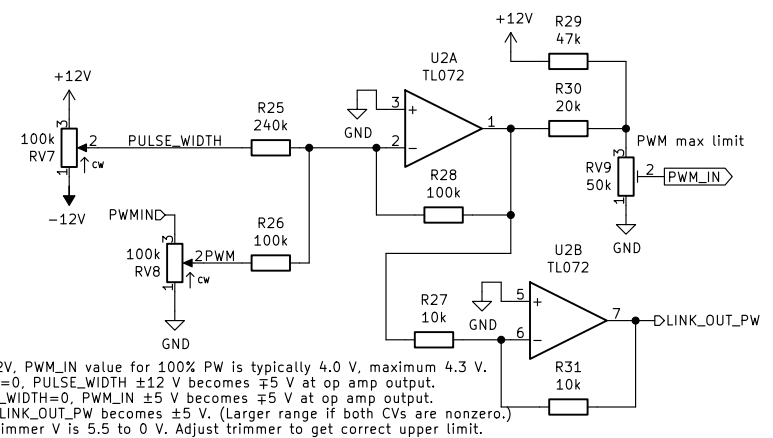 +12V
R29
47k
U2A
TL072
+12V
R30
20k
R25
240k
3
+
1
GND
100k
RV7
3
2
1
cw
PULSE_WIDTH
2
−
PWM max limit
R28
100k
RV9
50k
3
2
1
PWM_IN
-12V
PWMIN
R26
100k
100k
RV8
3
2
1
cw
PWM
GND
U2B
TL072
GND
R27
10k
5
+
7
GND
6
−
LINK_OUT_PW
R31
10k
2V, PWM_IN value for 100% PW is typically 4.0 V, maximum 4.3 V.
=0, PULSE_WIDTH ±12 V becomes ∓5 V at op amp output.
_WIDTH=0, PWM_IN ±5 V becomes ∓5 V at op amp output.
LINK_OUT_PW becomes ±5 V. (Larger range if both CVs are nonzero.)
immer V is 5.5 to 0 V. Adjust trimmer to get correct upper limit.